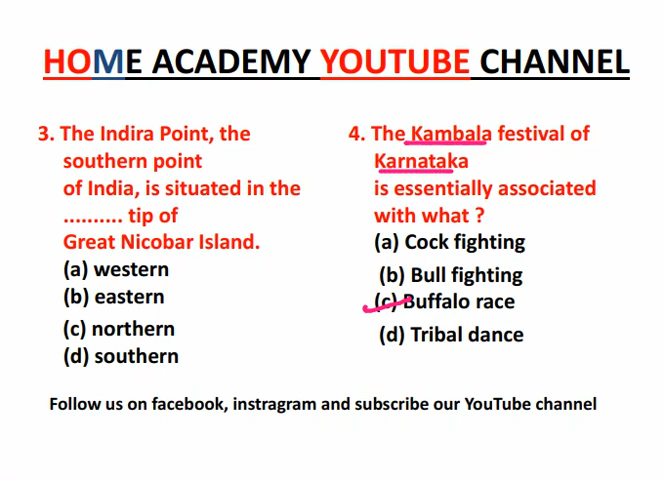 HOME ACADEMY YOUTUBE CHANNEL
3. The Indira Point, the
southern point
of India, is situated in the
.......... tip of
Great Nicobar Island.
(a) western
(b) eastern
(c) northern
(d) southern
4. The Kambala festival of
Karnataka
is essentially associated
with what ?
(a) Cock fighting
(b) Bull fighting
(c) Buffalo race
(d) Tribal dance
Follow us on facebook, instragram and subscribe our YouTube channel